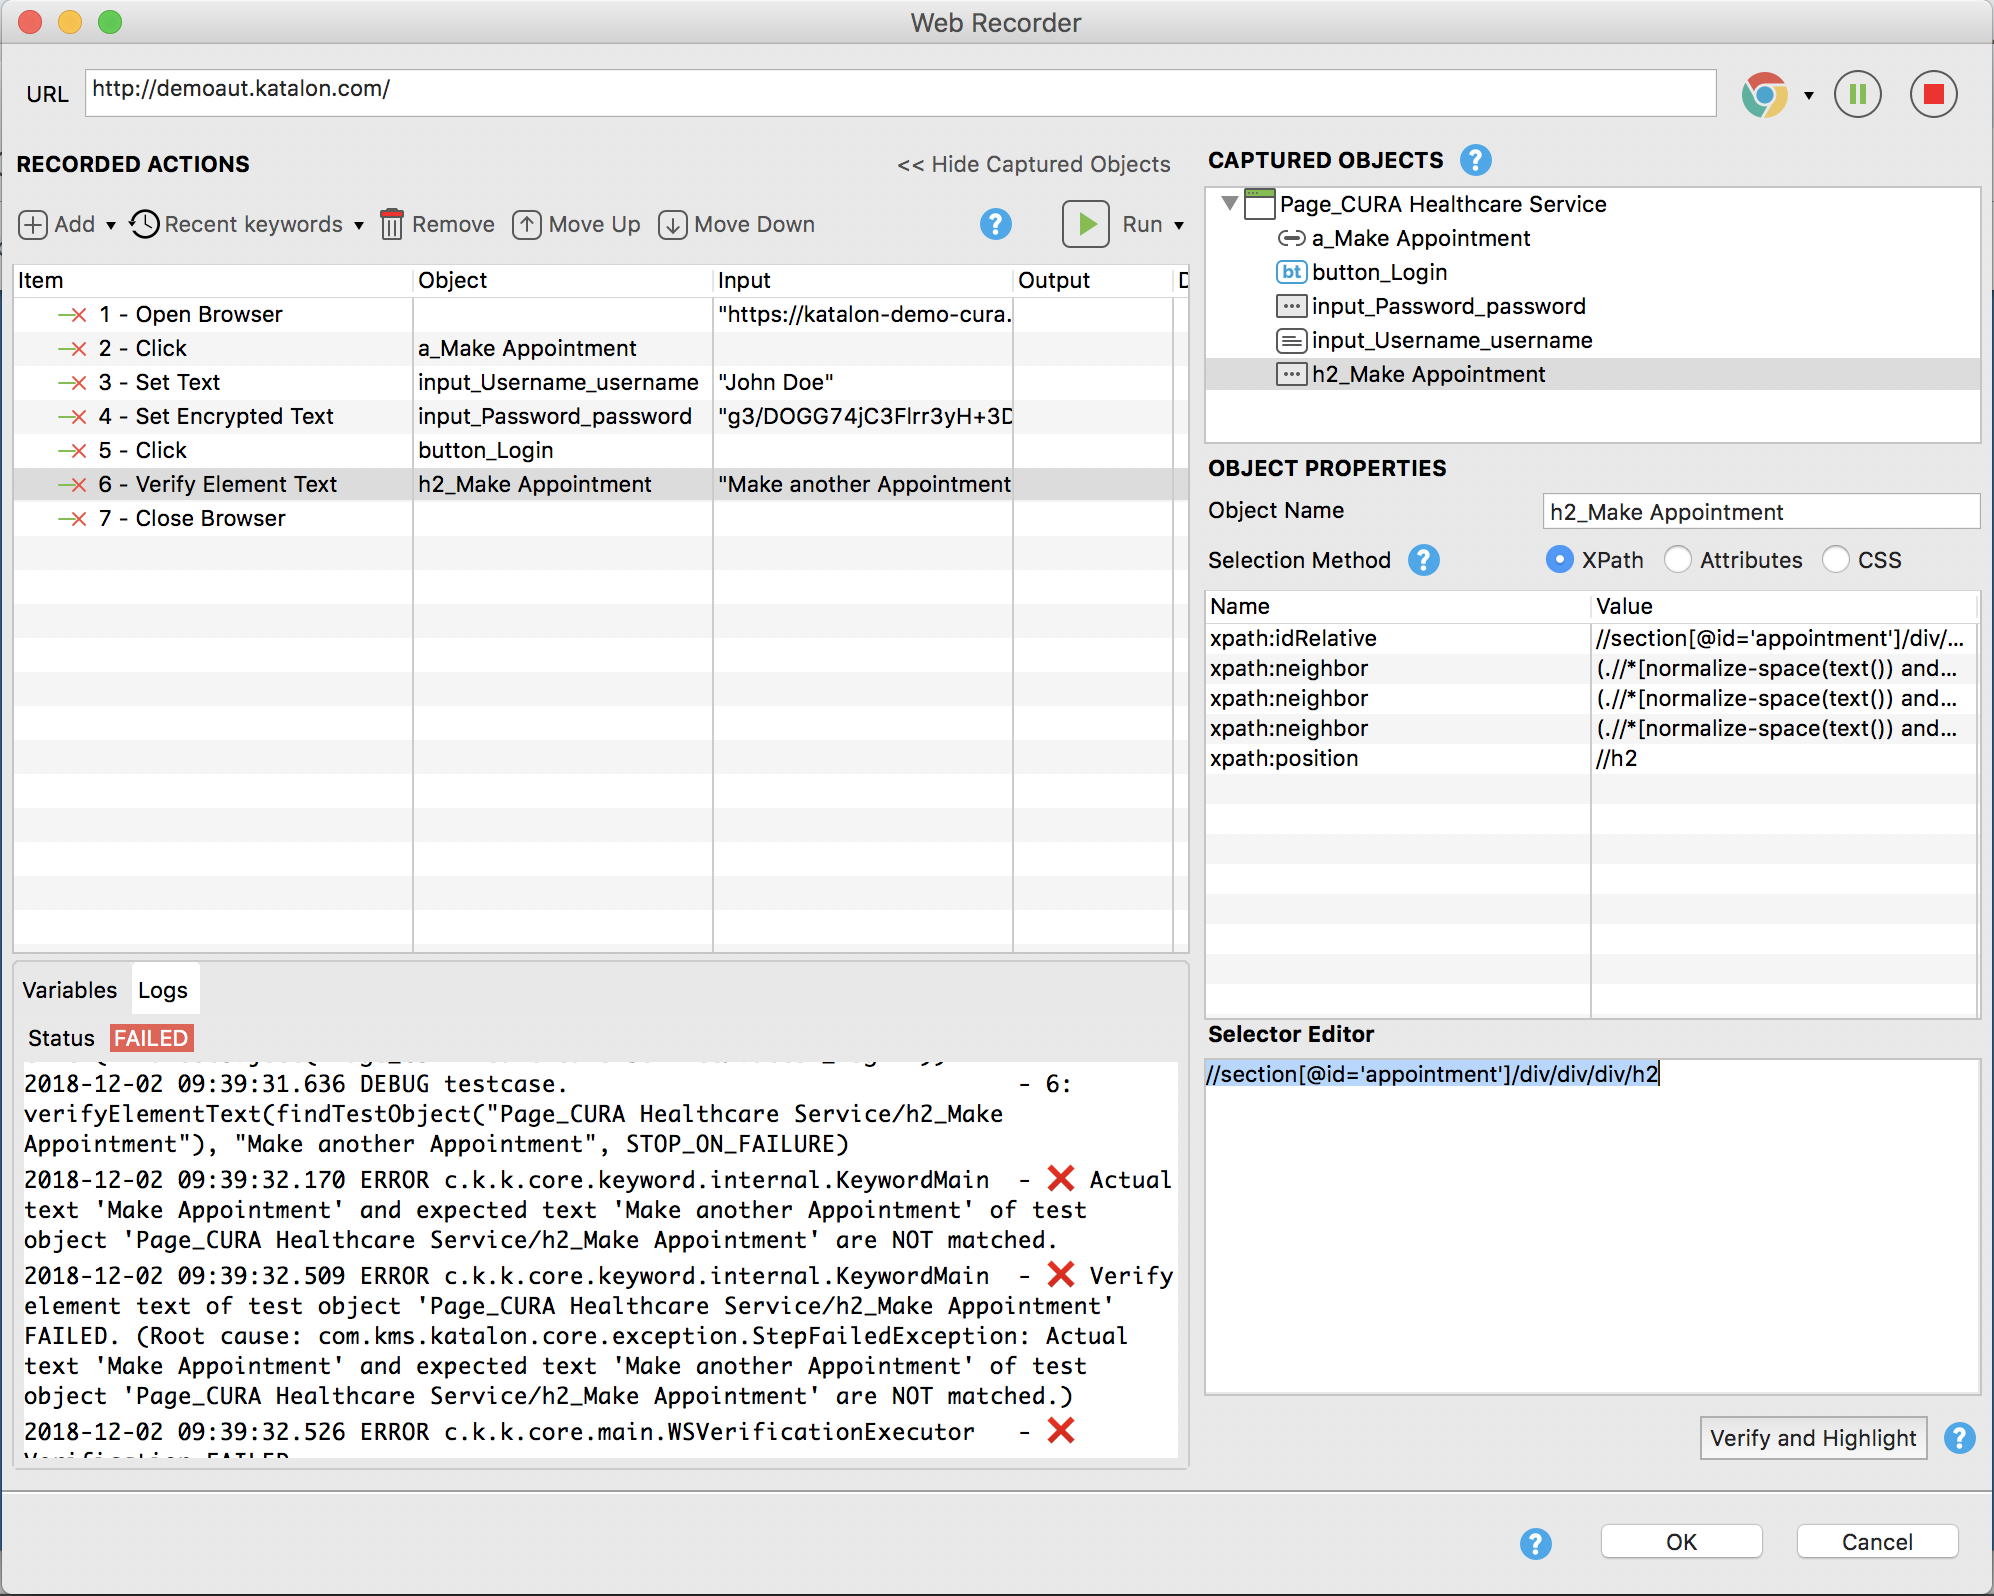 Web Recorder
URL
http://demoaut.katalon.com/
RECORDED ACTIONS
<< Hide Captured Objects
Add
Recent keywords
Remove
Move Up
Move Down
?
Run
Item Object Input Output D
1 - Open Browser "https://katalon-demo-cura.
2 - Click a_Make Appointment
3 - Set Text input_Username_username "John Doe"
4 - Set Encrypted Text input_Password_password "g3/DOGG74jC3Flrr3yH+3D
5 - Click button_Login
6 - Verify Element Text h2_Make Appointment "Make another Appointment
7 - Close Browser
Variables Logs
Status FAILED
2018-12-02 09:39:31.636 DEBUG testcase. - 6:
verifyElementText(findTestObject("Page_CURA Healthcare Service/h2_Make
Appointment"), "Make another Appointment", STOP_ON_FAILURE)
2018-12-02 09:39:32.170 ERROR c.k.k.core.keyword.internal.KeywordMain - ❌ Actual
text 'Make Appointment' and expected text 'Make another Appointment' of test
object 'Page_CURA Healthcare Service/h2_Make Appointment' are NOT matched.
2018-12-02 09:39:32.509 ERROR c.k.k.core.keyword.internal.KeywordMain - ❌ Verify
element text of test object 'Page_CURA Healthcare Service/h2_Make Appointment'
FAILED. (Root cause: com.kms.katalon.core.exception.StepFailedException: Actual
text 'Make Appointment' and expected text 'Make another Appointment' of test
object 'Page_CURA Healthcare Service/h2_Make Appointment' are NOT matched.)
2018-12-02 09:39:32.526 ERROR c.k.k.core.main.WSVerificationExecutor - ❌
CAPTURED OBJECTS ?
Page_CURA Healthcare Service
a_Make Appointment
bt button_Login
input_Password_password
input_Username_username
h2_Make Appointment
OBJECT PROPERTIES
Object Name h2_Make Appointment
Selection Method ? XPath Attributes CSS
Name Value
xpath:idRelative //section[@id='appointment']/div/...
xpath:neighbor (.//*[normalize-space(text()) and...
xpath:neighbor (.//*[normalize-space(text()) and...
xpath:neighbor (.//*[normalize-space(text()) and...
xpath:position //h2
Selector Editor
//section[@id='appointment']/div/div/div/h2
Verify and Highlight ?
? OK Cancel